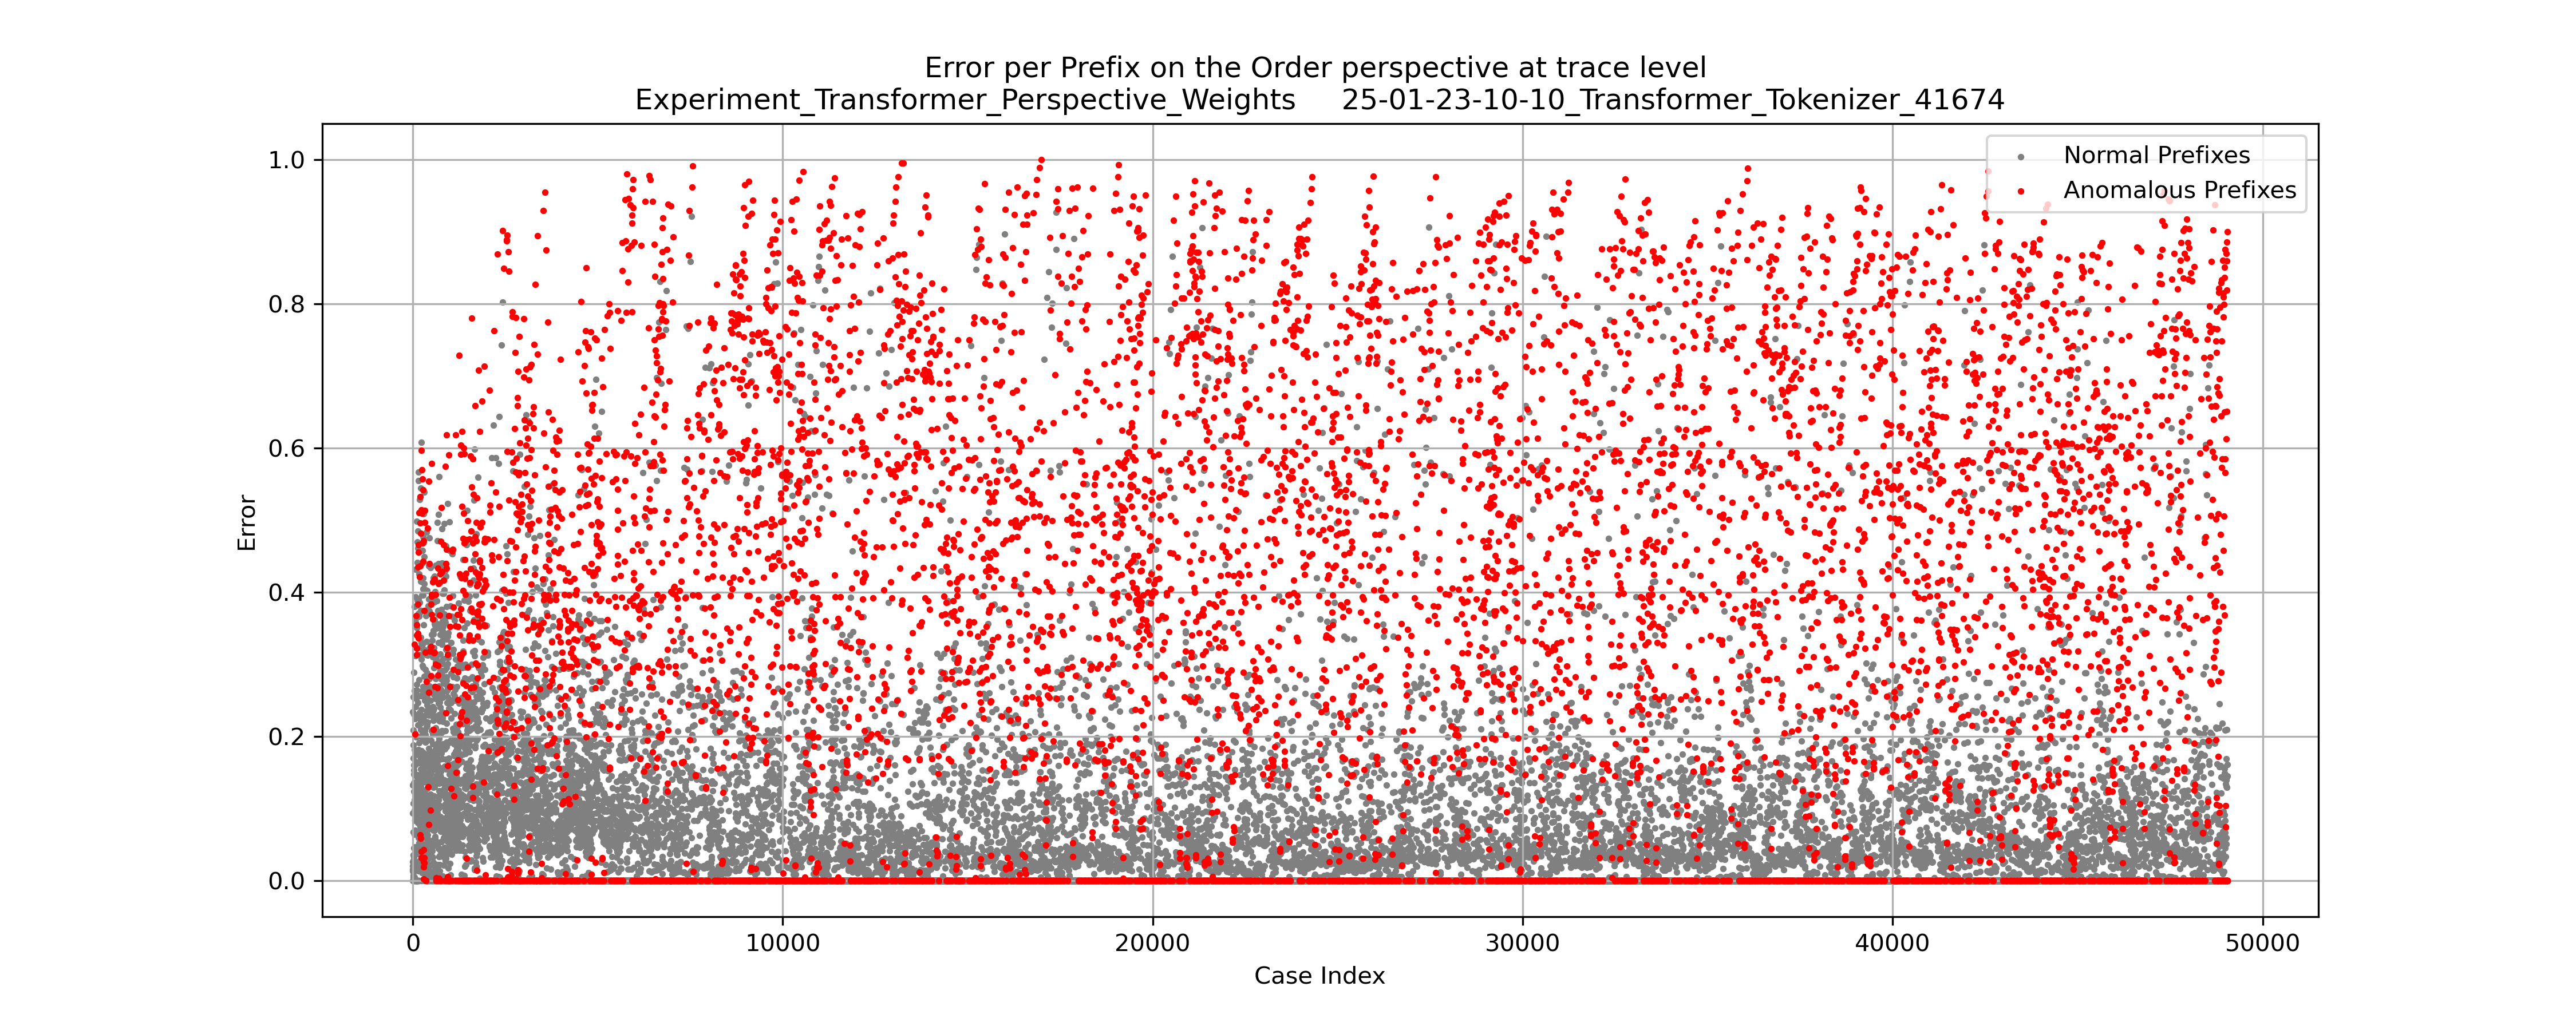 Error per Prefix on the Order perspective at trace level
Experiment_Transformer_Perspective_Weights 25-01-23-10-10_Transformer_Tokenizer_41674
Normal Prefixes
Anomalous Prefixes
Error
1.0
0.8
0.6
0.4
0.2
0.0
0 10000 20000 30000 40000 50000
Case Index